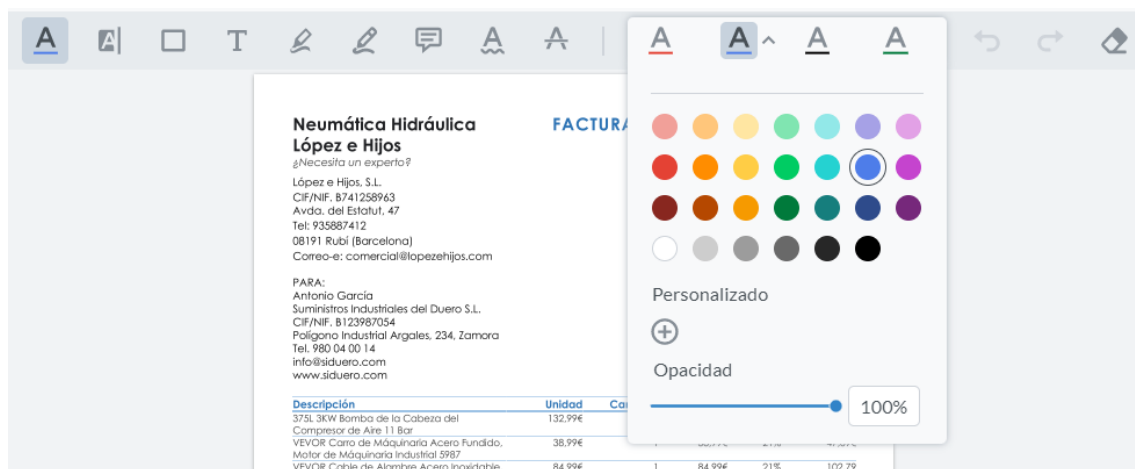 Neumática Hidráulica
López e Hijos
¿Necesita un experto?
López e Hijos, S.L.
CIF/NIF. B741258963
Avda. del Estatut, 47
Tel: 935887412
08191 Rubí (Barcelona)
Correo-e: comercial@lopezehijos.com
FACTURA
PARA:
Antonio García
Suministros Industriales del Duero S.L.
CIF/NIF. B123987054
Polígono Industrial Argales, 234, Zamora
Tel. 980 04 00 14
info@siduero.com
www.siduero.com
Descripción Unidad
375L 3KW Bomba de la Cabeza del 132,99€
Compresor de Aire 11 Bar
VEVOR Carro de Máquinaria Acero Fundido, 38,99€
Motor de Máquinaria Industrial 5987
VEVOR Cable de Alambre Acero Inoxidable 84,99€ 1 84,99€ 21% 102,79
Personalizado
Opacidad
100%